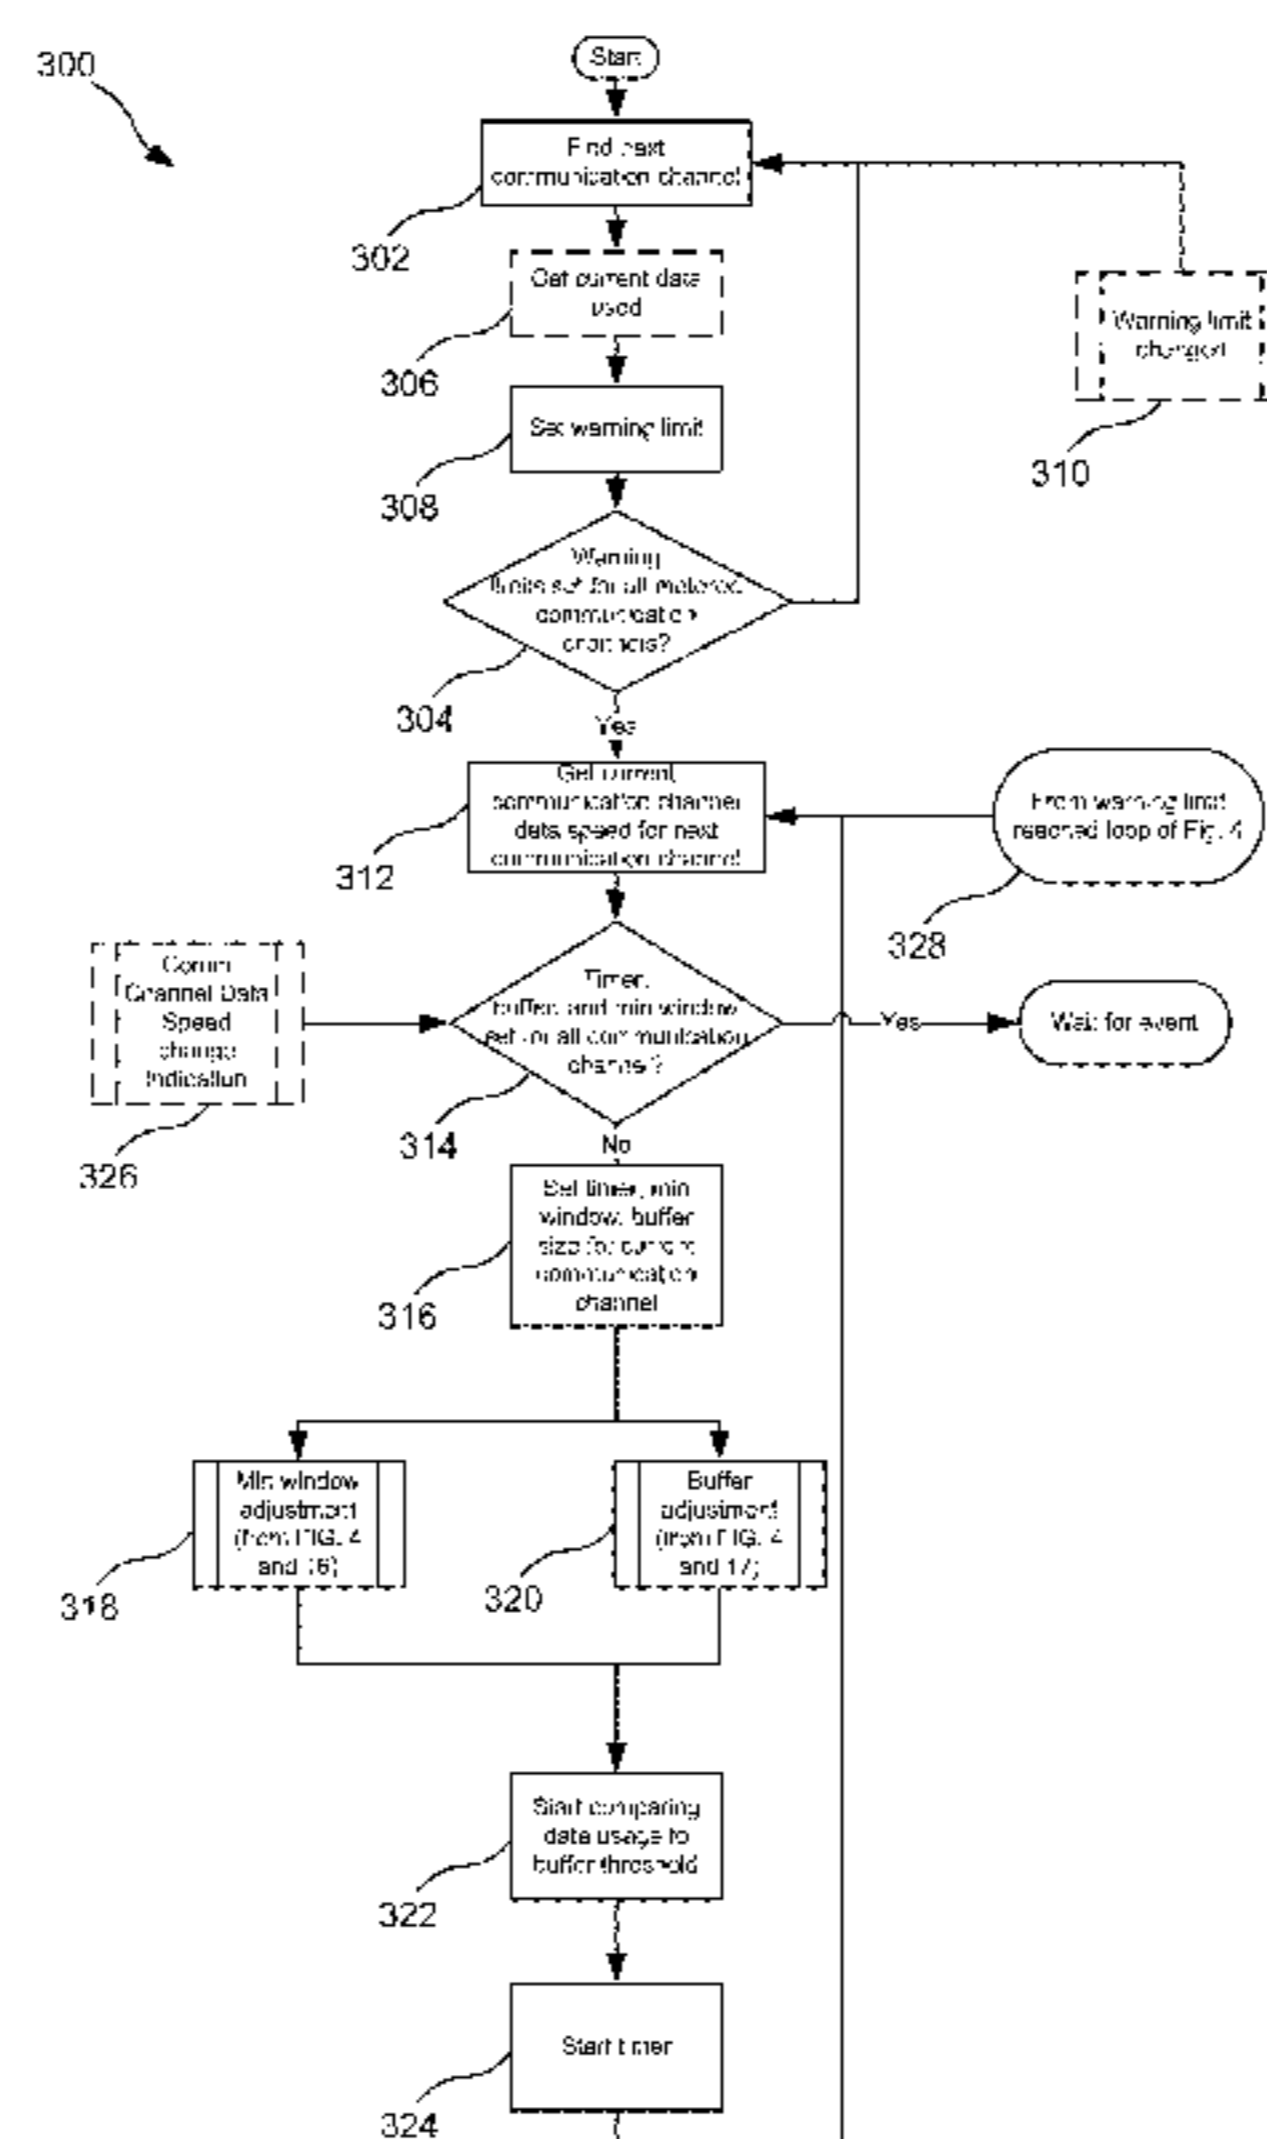 300
Start
Find next
communication channel
302
Get current data
used
306
Warning limit
changed
310
Set warning limit
308
Warning
limits set for all metered
communication
channels?
304
Yes
Get current
communication channel
data speed for next
communication channel
312
From warning limit
reached loop of Fig. 4
328
Comm
Channel Data
Speed
change
Indication
326
Timer,
buffer, and min window
set for all communication
channel?
314
Yes
Wait for event
No
Set timer, min
window, buffer
size for current
communication
channel
316
Min window
adjustment
(from FIG. 4
and 16)
318
Buffer
adjustment
(from FIG. 4
and 17)
320
Start comparing
data usage to
buffer threshold
322
Start timer
324